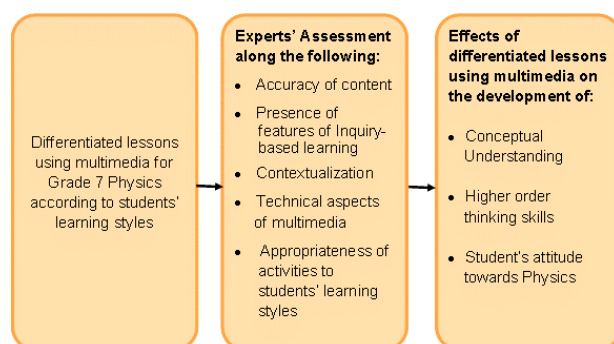 Differentiated lessons
using multimedia for
Grade 7 Physics
according to students'
learning styles
Experts' Assessment
along the following:
• Accuracy of content
• Presence of
features of Inquiry-
based learning
• Contextualization
• Technical aspects
of multimedia
• Appropriateness of
activities to
students' learning
styles
Effects of
differentiated lessons
using multimedia on
the development of:
• Conceptual
Understanding
• Higher order
thinking skills
• Student's attitude
towards Physics